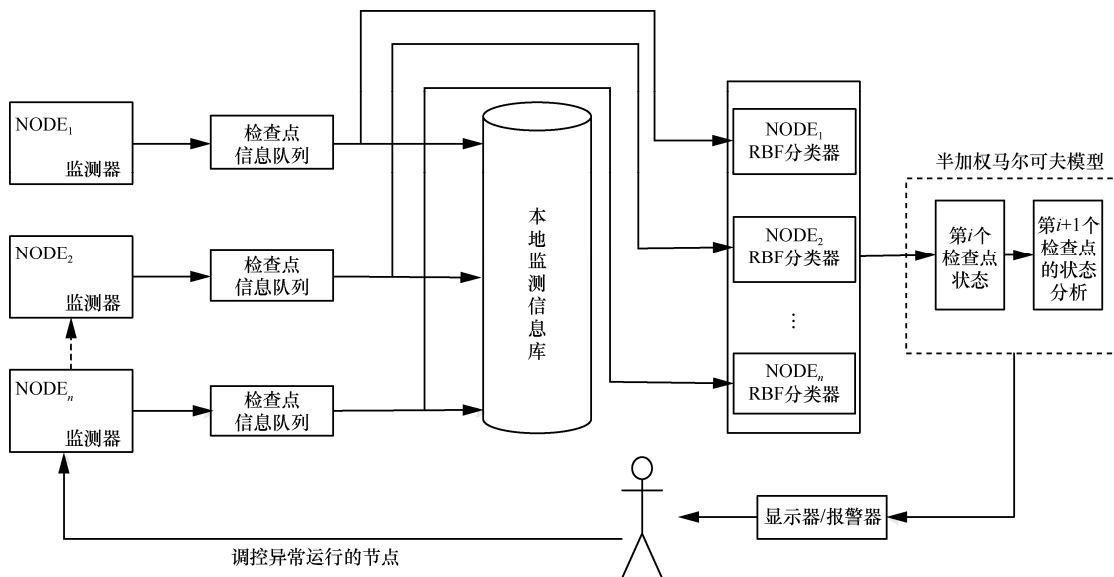 NODE₁
监测器
检查点
信息队列
NODE₂
监测器
检查点
信息队列
NODEₙ
监测器
检查点
信息队列
本地监测信息库
NODE₁
RBF分类器
NODE₂
RBF分类器
...
NODEₙ
RBF分类器
半加权马尔可夫模型
第i个
检查点
状态
第i+1个
检查点
的状态
分析
显示器/报警器
调控异常运行的节点